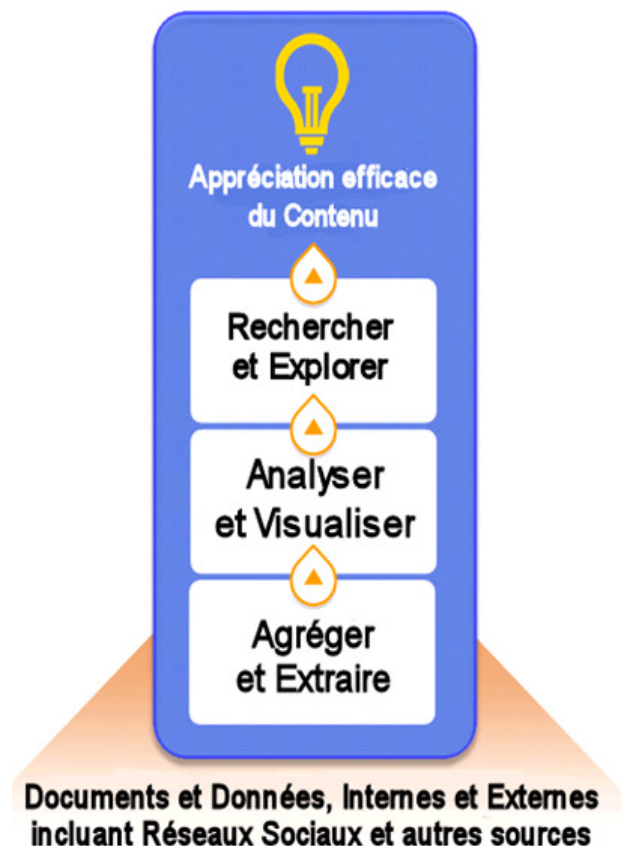 Appréciation efficace
du Contenu
Rechercher
et Explorer
Analyser
et Visualiser
Agréger
et Extraire
Documents et Données, Internes et Externes
incluant Réseaux Sociaux et autres sources